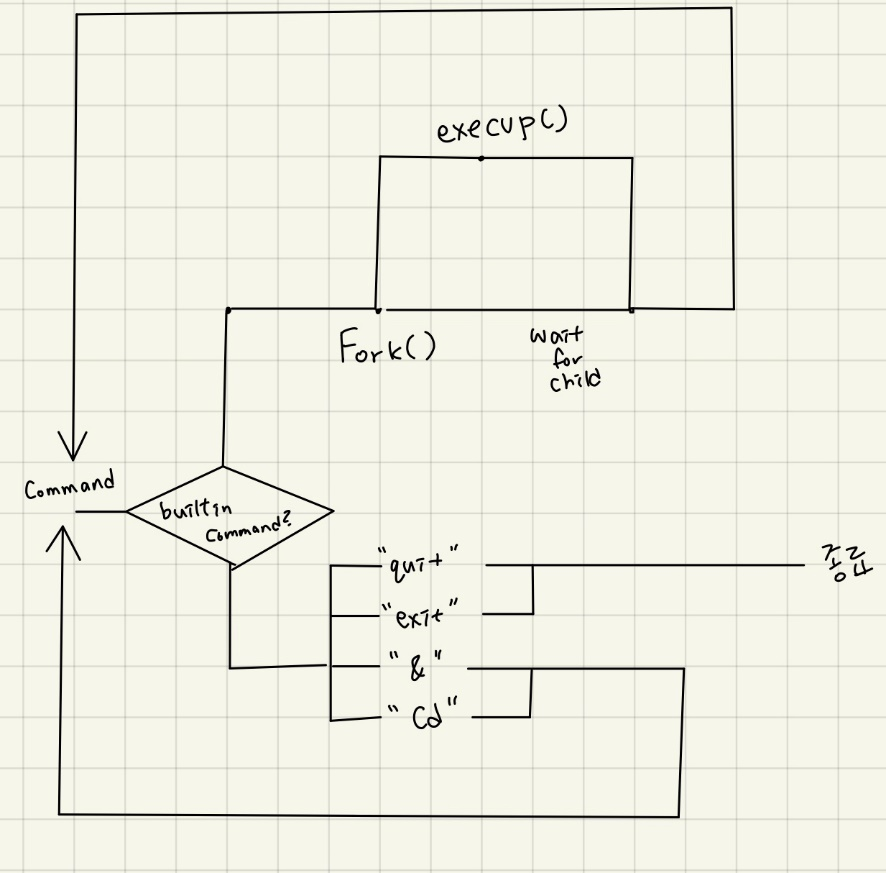 execvp()
Fork()
wait
for
child
Command
builtin
Command?
"quit"
종료
"exit"
"&"
"Cd"